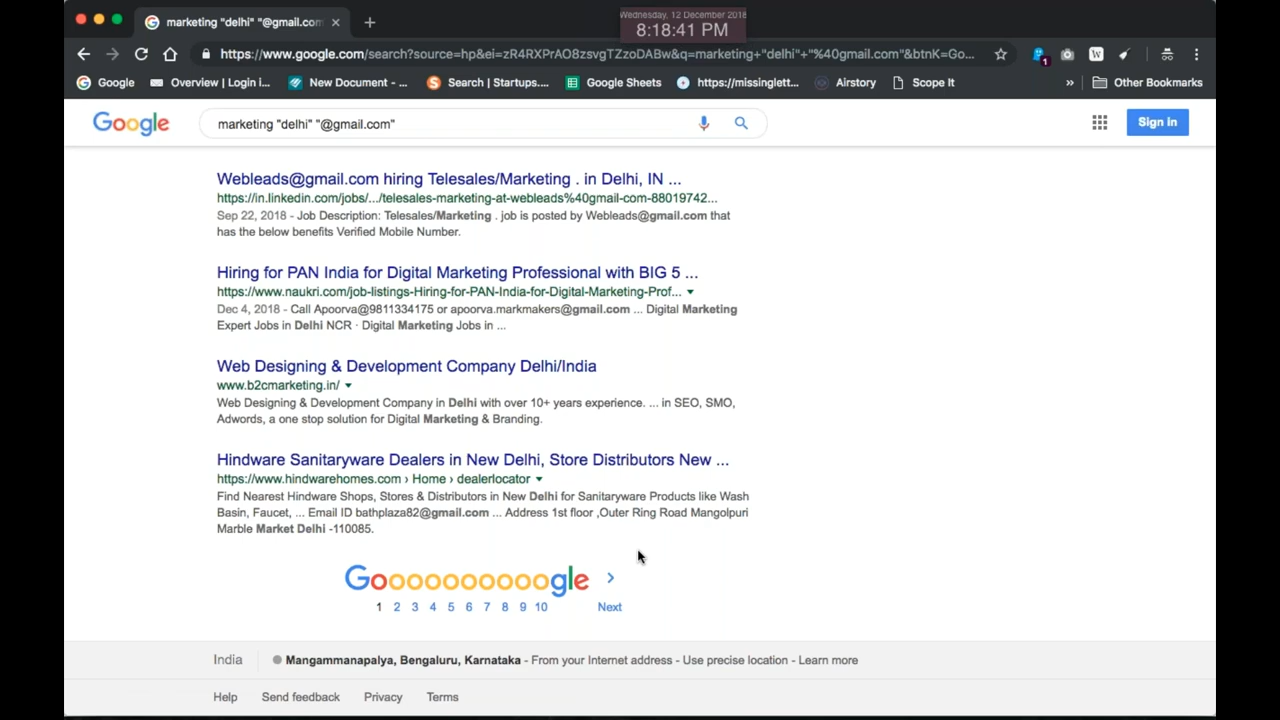 Wednesday, 12 December 2018
8:18:41 PM
marketing "delhi" "@gmail.com
https://www.google.com/search?source=hp&ei=zR4RXPrAO8zsvgTZzoDABw&q=marketing+"delhi"+"%40gmail.com"&btnK=Go...
1
W
Google
Overview | Login i...
New Document - ...
Search | Startups....
Google Sheets
https://missinglett...
Airstory
Scope It
»
Other Bookmarks
Google
marketing "delhi" "@gmail.com"
Sign in
Webleads@gmail.com hiring Telesales/Marketing . in Delhi, IN ...
https://in.linkedin.com/jobs/.../telesales-marketing-at-webleads%40gmail-com-88019742...
Sep 22, 2018 - Job Description: Telesales/Marketing . job is posted by Webleads@gmail.com that
has the below benefits Verified Mobile Number.
Hiring for PAN India for Digital Marketing Professional with BIG 5 ...
https://www.naukri.com/job-listings-Hiring-for-PAN-India-for-Digital-Marketing-Prof...
Dec 4, 2018 - Call Apoorva@9811334175 or apoorva.markmakers@gmail.com ... Digital Marketing
Expert Jobs in Delhi NCR · Digital Marketing Jobs in ...
Web Designing & Development Company Delhi/India
www.b2cmarketing.in/
Web Designing & Development Company in Delhi with over 10+ years experience. ... in SEO, SMO,
Adwords, a one stop solution for Digital Marketing & Branding.
Hindware Sanitaryware Dealers in New Delhi, Store Distributors New ...
https://www.hindwarehomes.com › Home › dealerlocator
Find Nearest Hindware Shops, Stores & Distributors in New Delhi for Sanitaryware Products like Wash
Basin, Faucet, ... Email ID bathplaza82@gmail.com ... Address 1st floor ,Outer Ring Road Mangolpuri
Marble Market Delhi -110085.
Goooooooooogle >
1 2 3 4 5 6 7 8 9 10 Next
India
Mangammanapalya, Bengaluru, Karnataka - From your Internet address - Use precise location - Learn more
Help Send feedback Privacy Terms